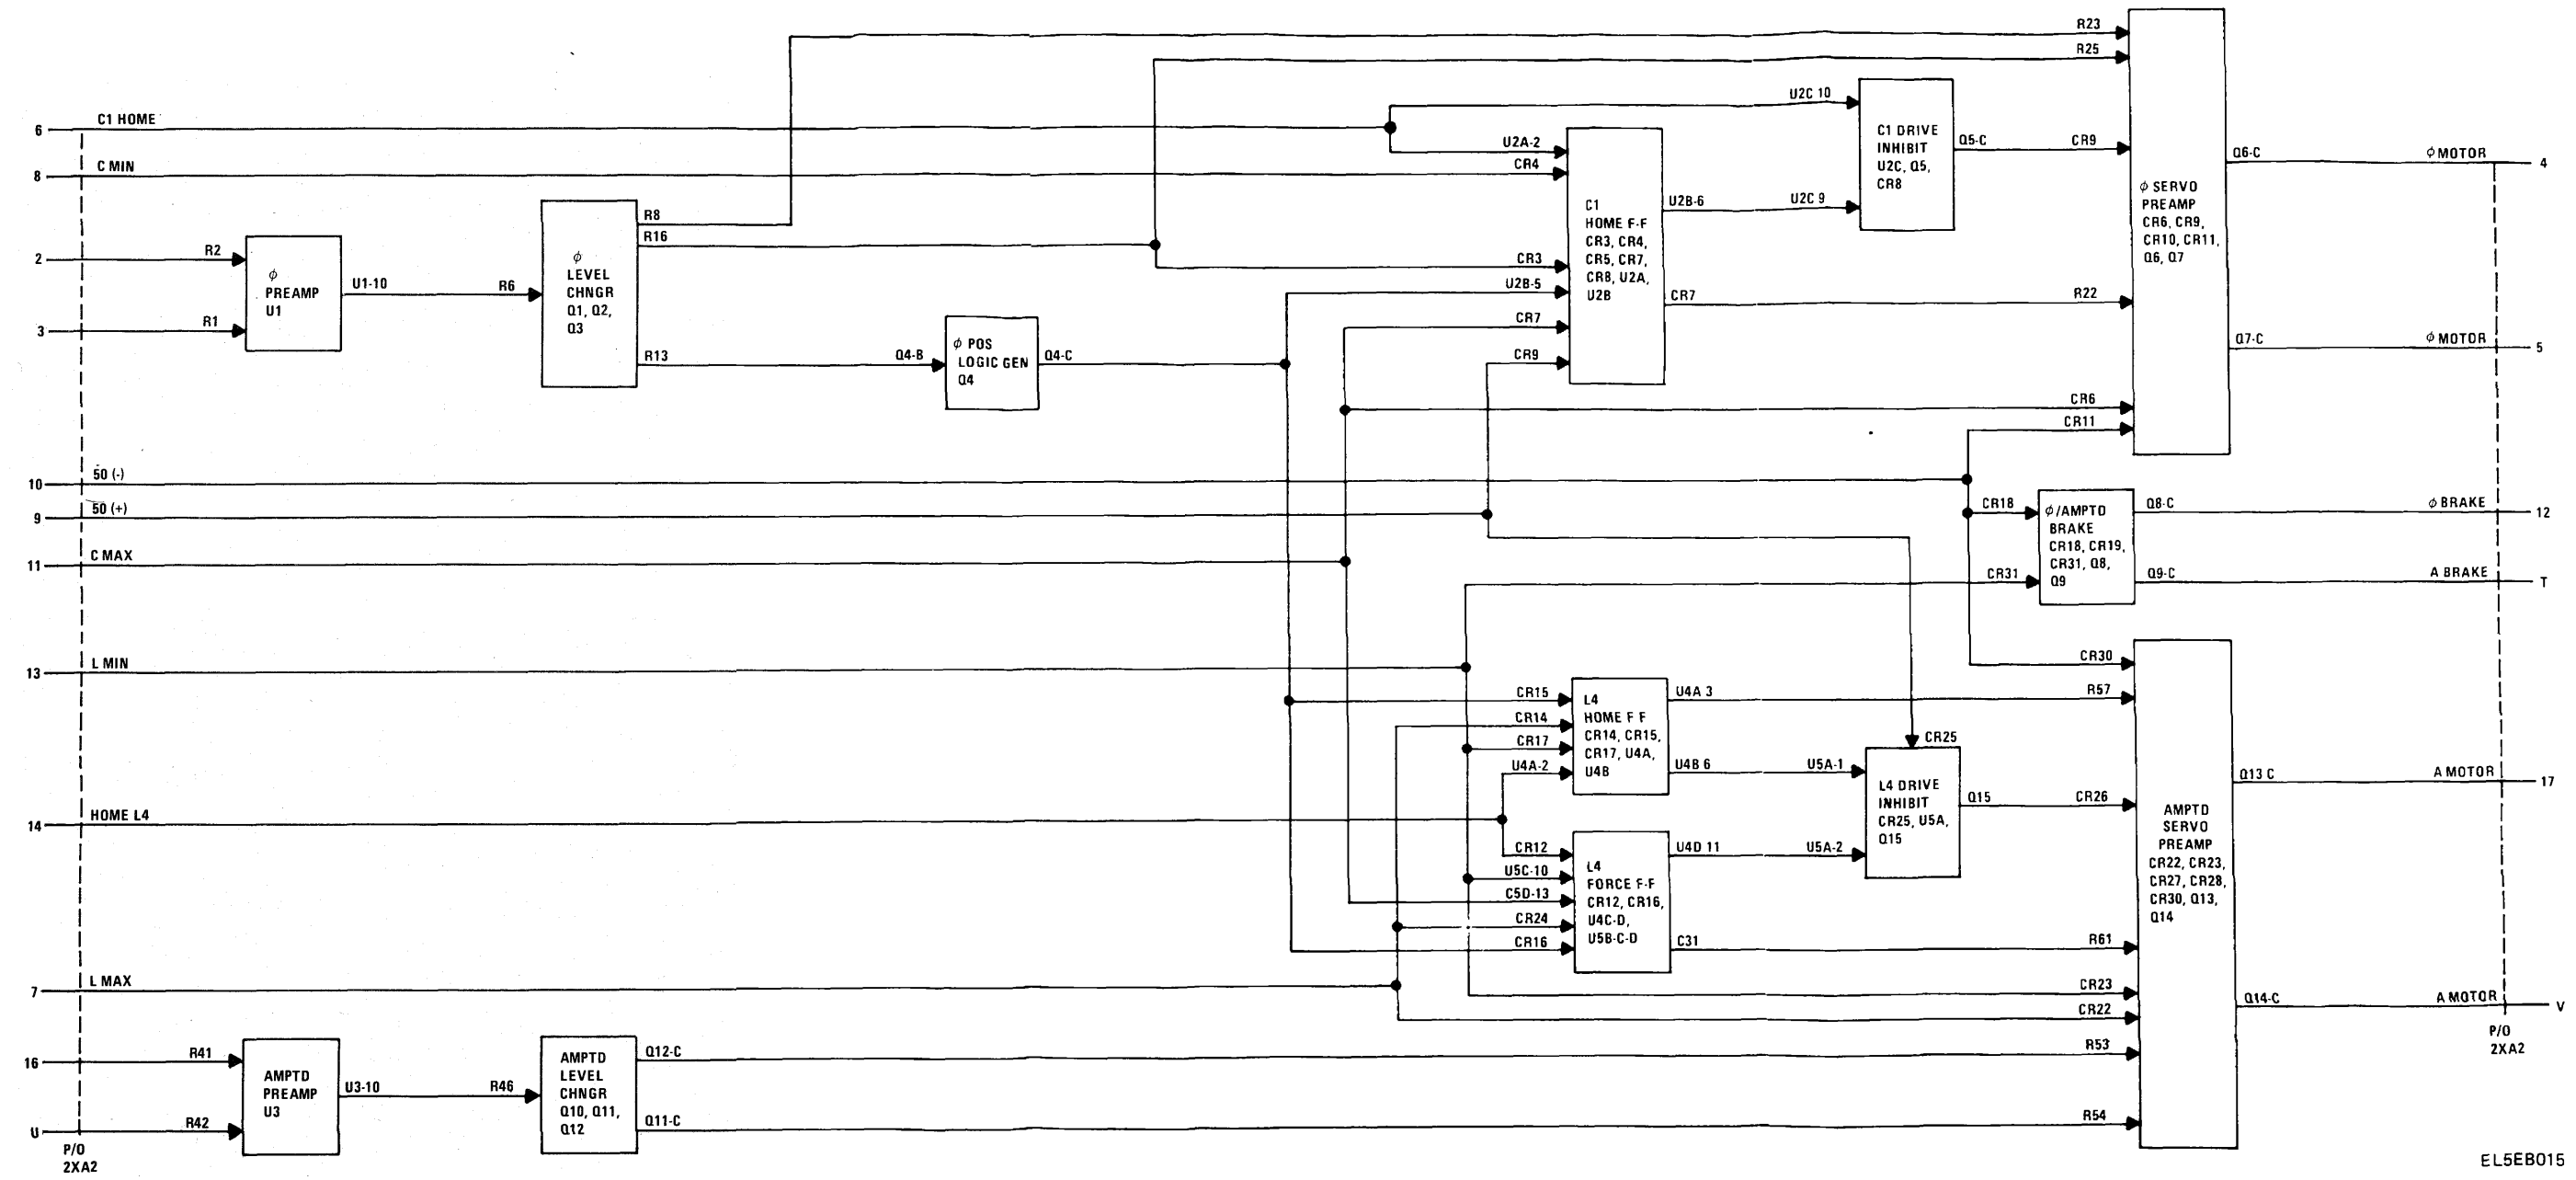 R23
R25
6
C1 HOME
U2C 10
C1 DRIVE
INHIBIT
U2C, Q5,
CR8
Q5-C
CR9
8
C MIN
U2A-2
CR4
Q6-C
ϕ MOTOR
4
ϕ SERVO
PREAMP
CR6, CR9,
CR10, CR11,
Q6, Q7
C1
HOME F-F
CR3, CR4,
CR5, CR7,
CR8, U2A,
U2B
U2B-6
U2C 9
R8
R16
2
R2
3
R1
ϕ
PREAMP
U1
U1-10
R6
ϕ
LEVEL
CHNGR
Q1, Q2,
Q3
CR3
U2B-5
CR7
CR9
CR7
R22
R13
Q4-B
ϕ POS
LOGIC GEN
Q4
Q4-C
Q7-C
ϕ MOTOR
5
CR6
CR11
10
50 (-)
9
50 (+)
CR18
ϕ/AMPTD
BRAKE
CR18, CR19,
CR31, Q8,
Q9
Q8-C
ϕ BRAKE
12
11
C MAX
CR31
Q9-C
A BRAKE
T
13
L MIN
CR30
CR15
CR14
CR17
U4A-2
L4
HOME F F
CR14, CR15,
CR17, U4A,
U4B
U4A 3
R57
U4B 6
U5A-1
CR25
L4 DRIVE
INHIBIT
CR25, U5A,
Q15
Q15
CR26
Q13 C
A MOTOR
17
14
HOME L4
AMPTD
SERVO
PREAMP
CR22, CR23,
CR27, CR28,
CR30, Q13,
Q14
CR12
U5C-10
C5D-13
CR24
CR16
L4
FORCE F-F
CR12, CR16,
U4C-D,
U5B-C-D
U4D 11
U5A-2
C31
R61
7
L MAX
CR23
CR22
Q14-C
A MOTOR
V
16
R41
U
R42
AMPTD
PREAMP
U3
U3-10
R46
AMPTD
LEVEL
CHNGR
Q10, Q11,
Q12
Q12-C
R53
Q11-C
R54
P/O
2XA2
P/O
2XA2
EL5EB015